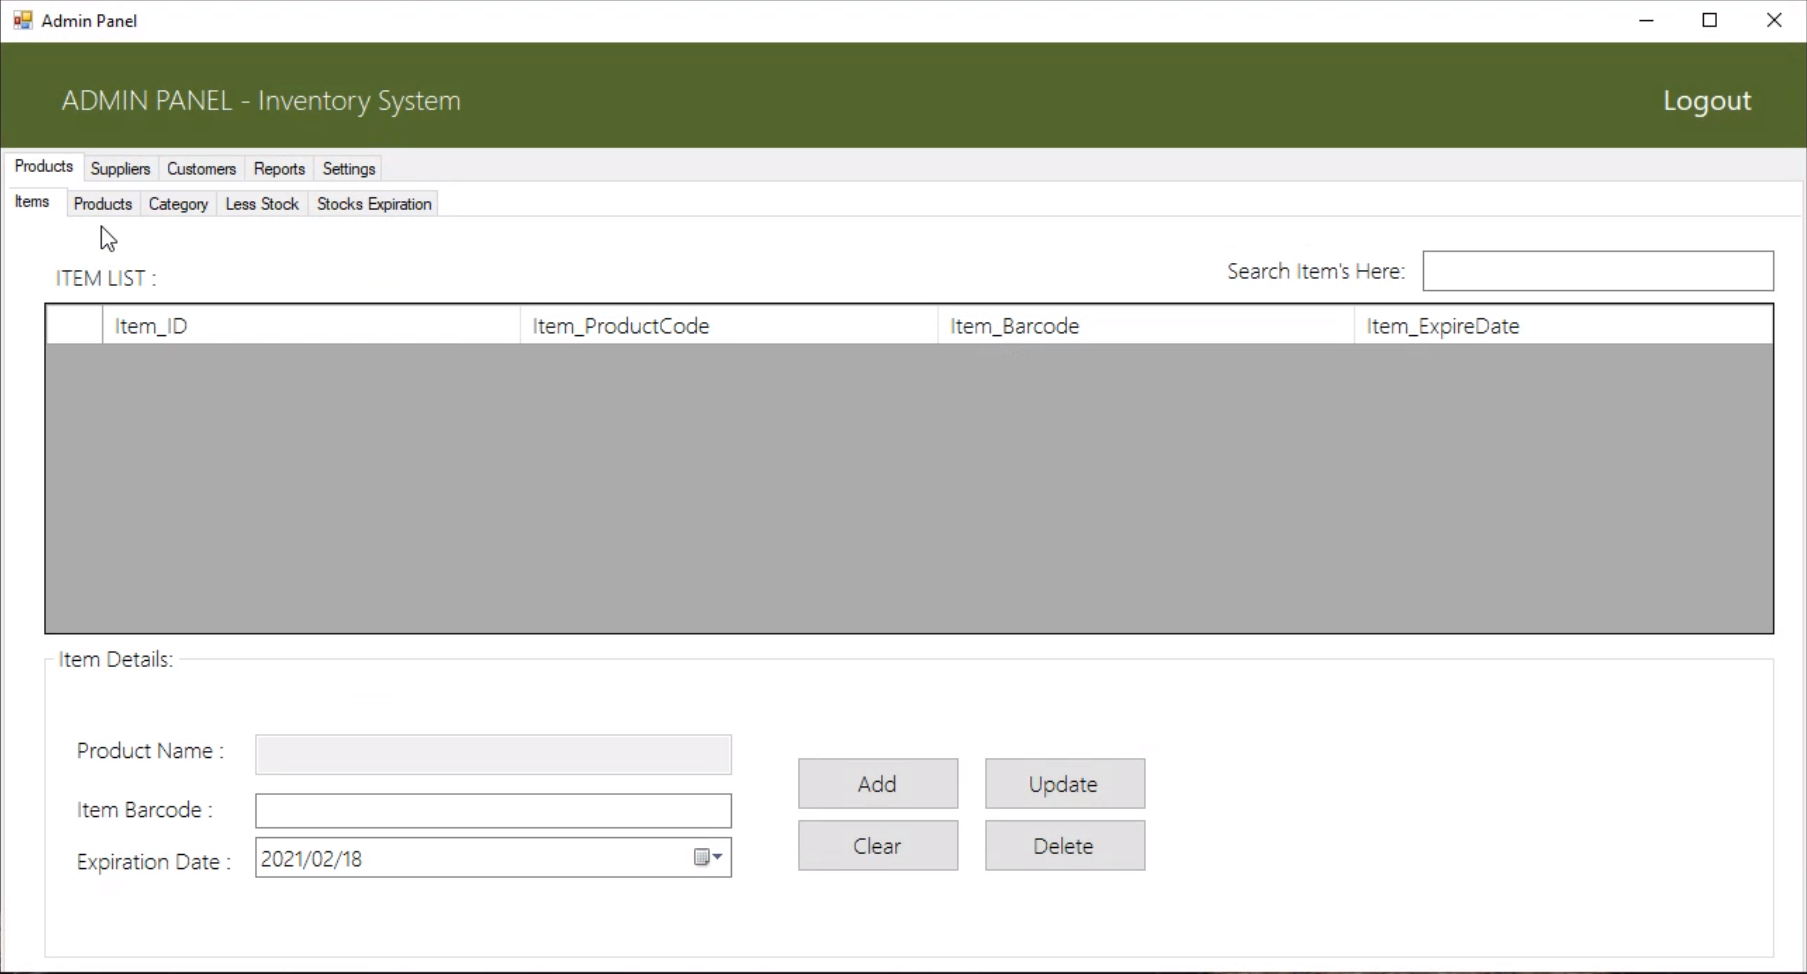 Admin Panel
ADMIN PANEL - Inventory System
Logout
Products Suppliers Customers Reports Settings
Items Products Category Less Stock Stocks Expiration
ITEM LIST :
Search Item's Here:
Item_ID Item_ProductCode Item_Barcode Item_ExpireDate
Item Details:
Product Name :
Item Barcode :
Expiration Date : 2021/02/18
Add Update
Clear Delete